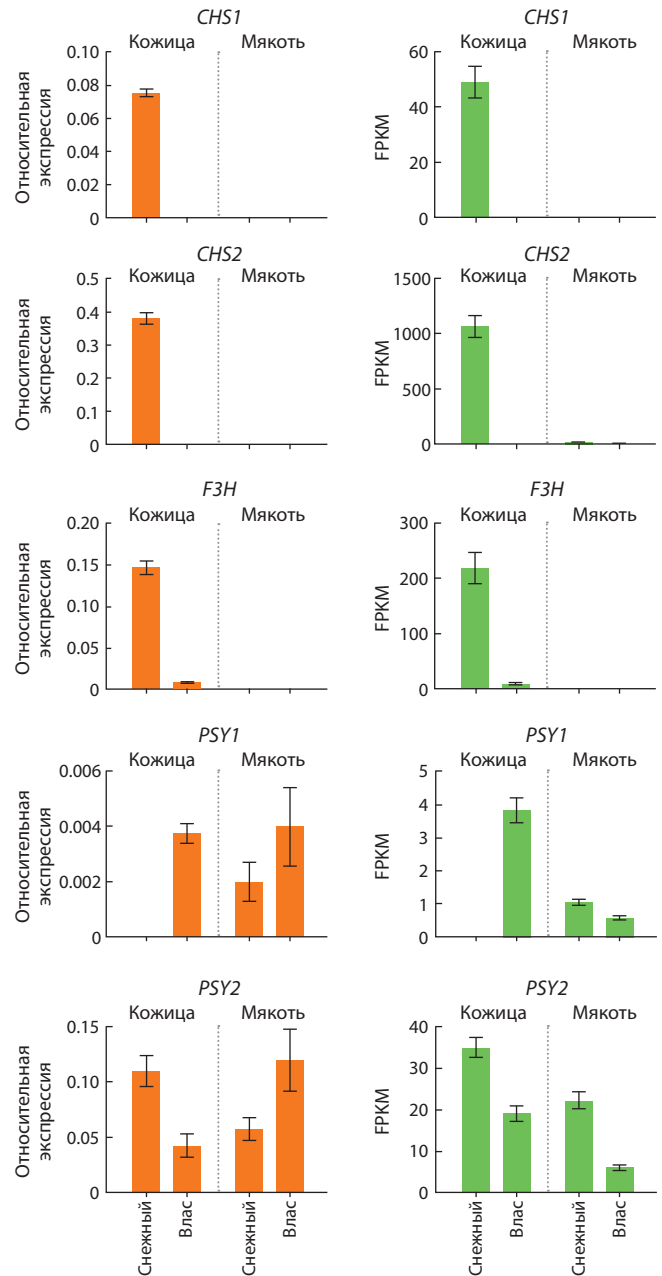 CHS1
Кожица Мякоть
Относительная
экспрессия
0.10
0.08
0.06
0.04
0.02
0
CHS1
Кожица Мякоть
FPKM
60
40
20
0
CHS2
Кожица Мякоть
Относительная
экспрессия
0.5
0.4
0.3
0.2
0.1
0
CHS2
Кожица Мякоть
FPKM
1500
1000
500
0
F3H
Кожица Мякоть
Относительная
экспрессия
0.20
0.15
0.10
0.05
0
F3H
Кожица Мякоть
FPKM
300
200
100
0
PSY1
Кожица Мякоть
Относительная
экспрессия
0.006
0.004
0.002
0
PSY1
Кожица Мякоть
FPKM
5
4
3
2
1
0
PSY2
Кожица Мякоть
Относительная
экспрессия
0.15
0.10
0.05
0
Снежный
Влас
Снежный
Влас
PSY2
Кожица Мякоть
FPKM
40
30
20
10
0
Снежный
Влас
Снежный
Влас